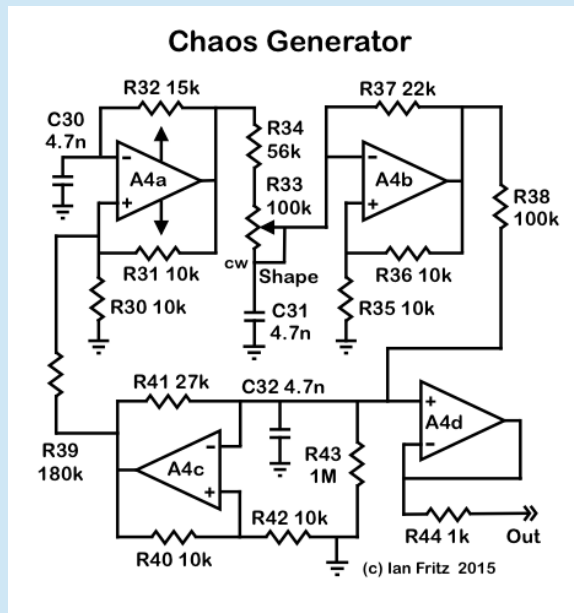 Chaos Generator
R32 15k
R37 22k
C30
4.7n
R34
56k
-
A4a
+
-
A4b
+
R33
100k
R38
100k
cw
Shape
R31 10k
R36 10k
R30 10k
C31
4.7n
R35 10k
R41 27k
C32 4.7n
+
A4d
-
R39
180k
-
A4c
+
R43
1M
R42 10k
R40 10k
R44 1k
Out
(c) Ian Fritz 2015